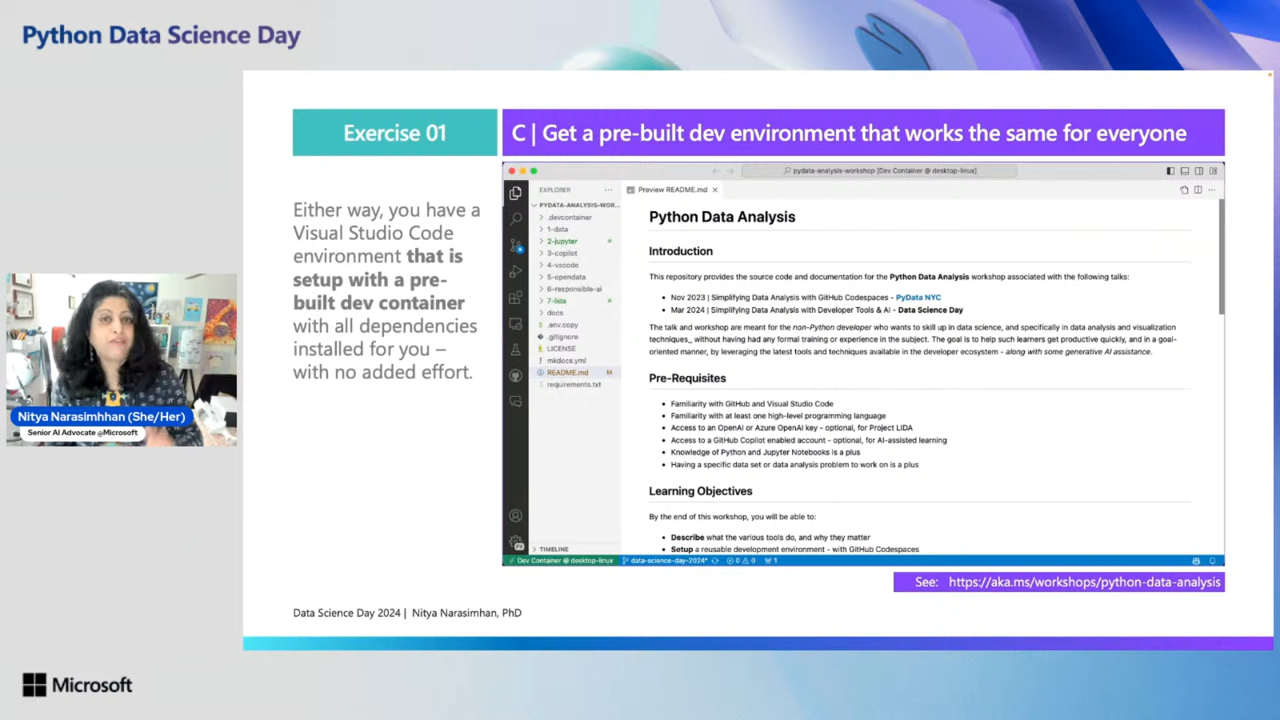 Python Data Science Day
Exercise 01
C | Get a pre-built dev environment that works the same for everyone
Either way, you have a
Visual Studio Code
environment that is
setup with a pre-
built dev container
with all dependencies
installed for you –
with no added effort.
Nitya Narasimhhan (She/Her)
Senior AI Advocate @Microsoft
pydata-analysis-workshop [Dev Container @ desktop-linux]
EXPLORER
PYDATA-ANALYSIS-WOR...
.devcontainer
1-data
2-jupyter
3-copilot
4-vscode
5-opendata
6-responsible-ai
7-lida
docs
.env.copy
.gitignore
LICENSE
mkdocs.yml
README.md M
requirements.txt
TIMELINE
Preview README.md
Python Data Analysis
Introduction
This repository provides the source code and documentation for the Python Data Analysis workshop associated with the following talks:
Nov 2023 | Simplifying Data Analysis with GitHub Codespaces - PyData NYC
Mar 2024 | Simplifying Data Analysis with Developer Tools & AI - Data Science Day
The talk and workshop are meant for the non-Python developer who wants to skill up in data science, and specifically in data analysis and visualization
techniques_ without having had any formal training or experience in the subject. The goal is to help such learners get productive quickly, and in a goal-
oriented manner, by leveraging the latest tools and techniques available in the developer ecosystem - along with some generative AI assistance.
Pre-Requisites
Familiarity with GitHub and Visual Studio Code
Familiarity with at least one high-level programming language
Access to an OpenAI or Azure OpenAI key - optional, for Project LIDA
Access to a GitHub Copilot enabled account - optional, for AI-assisted learning
Knowledge of Python and Jupyter Notebooks is a plus
Having a specific data set or data analysis problem to work on is a plus
Learning Objectives
By the end of this workshop, you will be able to:
Describe what the various tools do, and why they matter
Setup a reusable development environment - with GitHub Codespaces
Dev Container @ desktop-linux data-science-day-2024* 0 0 1
See: https://aka.ms/workshops/python-data-analysis
Data Science Day 2024 | Nitya Narasimhan, PhD
Microsoft